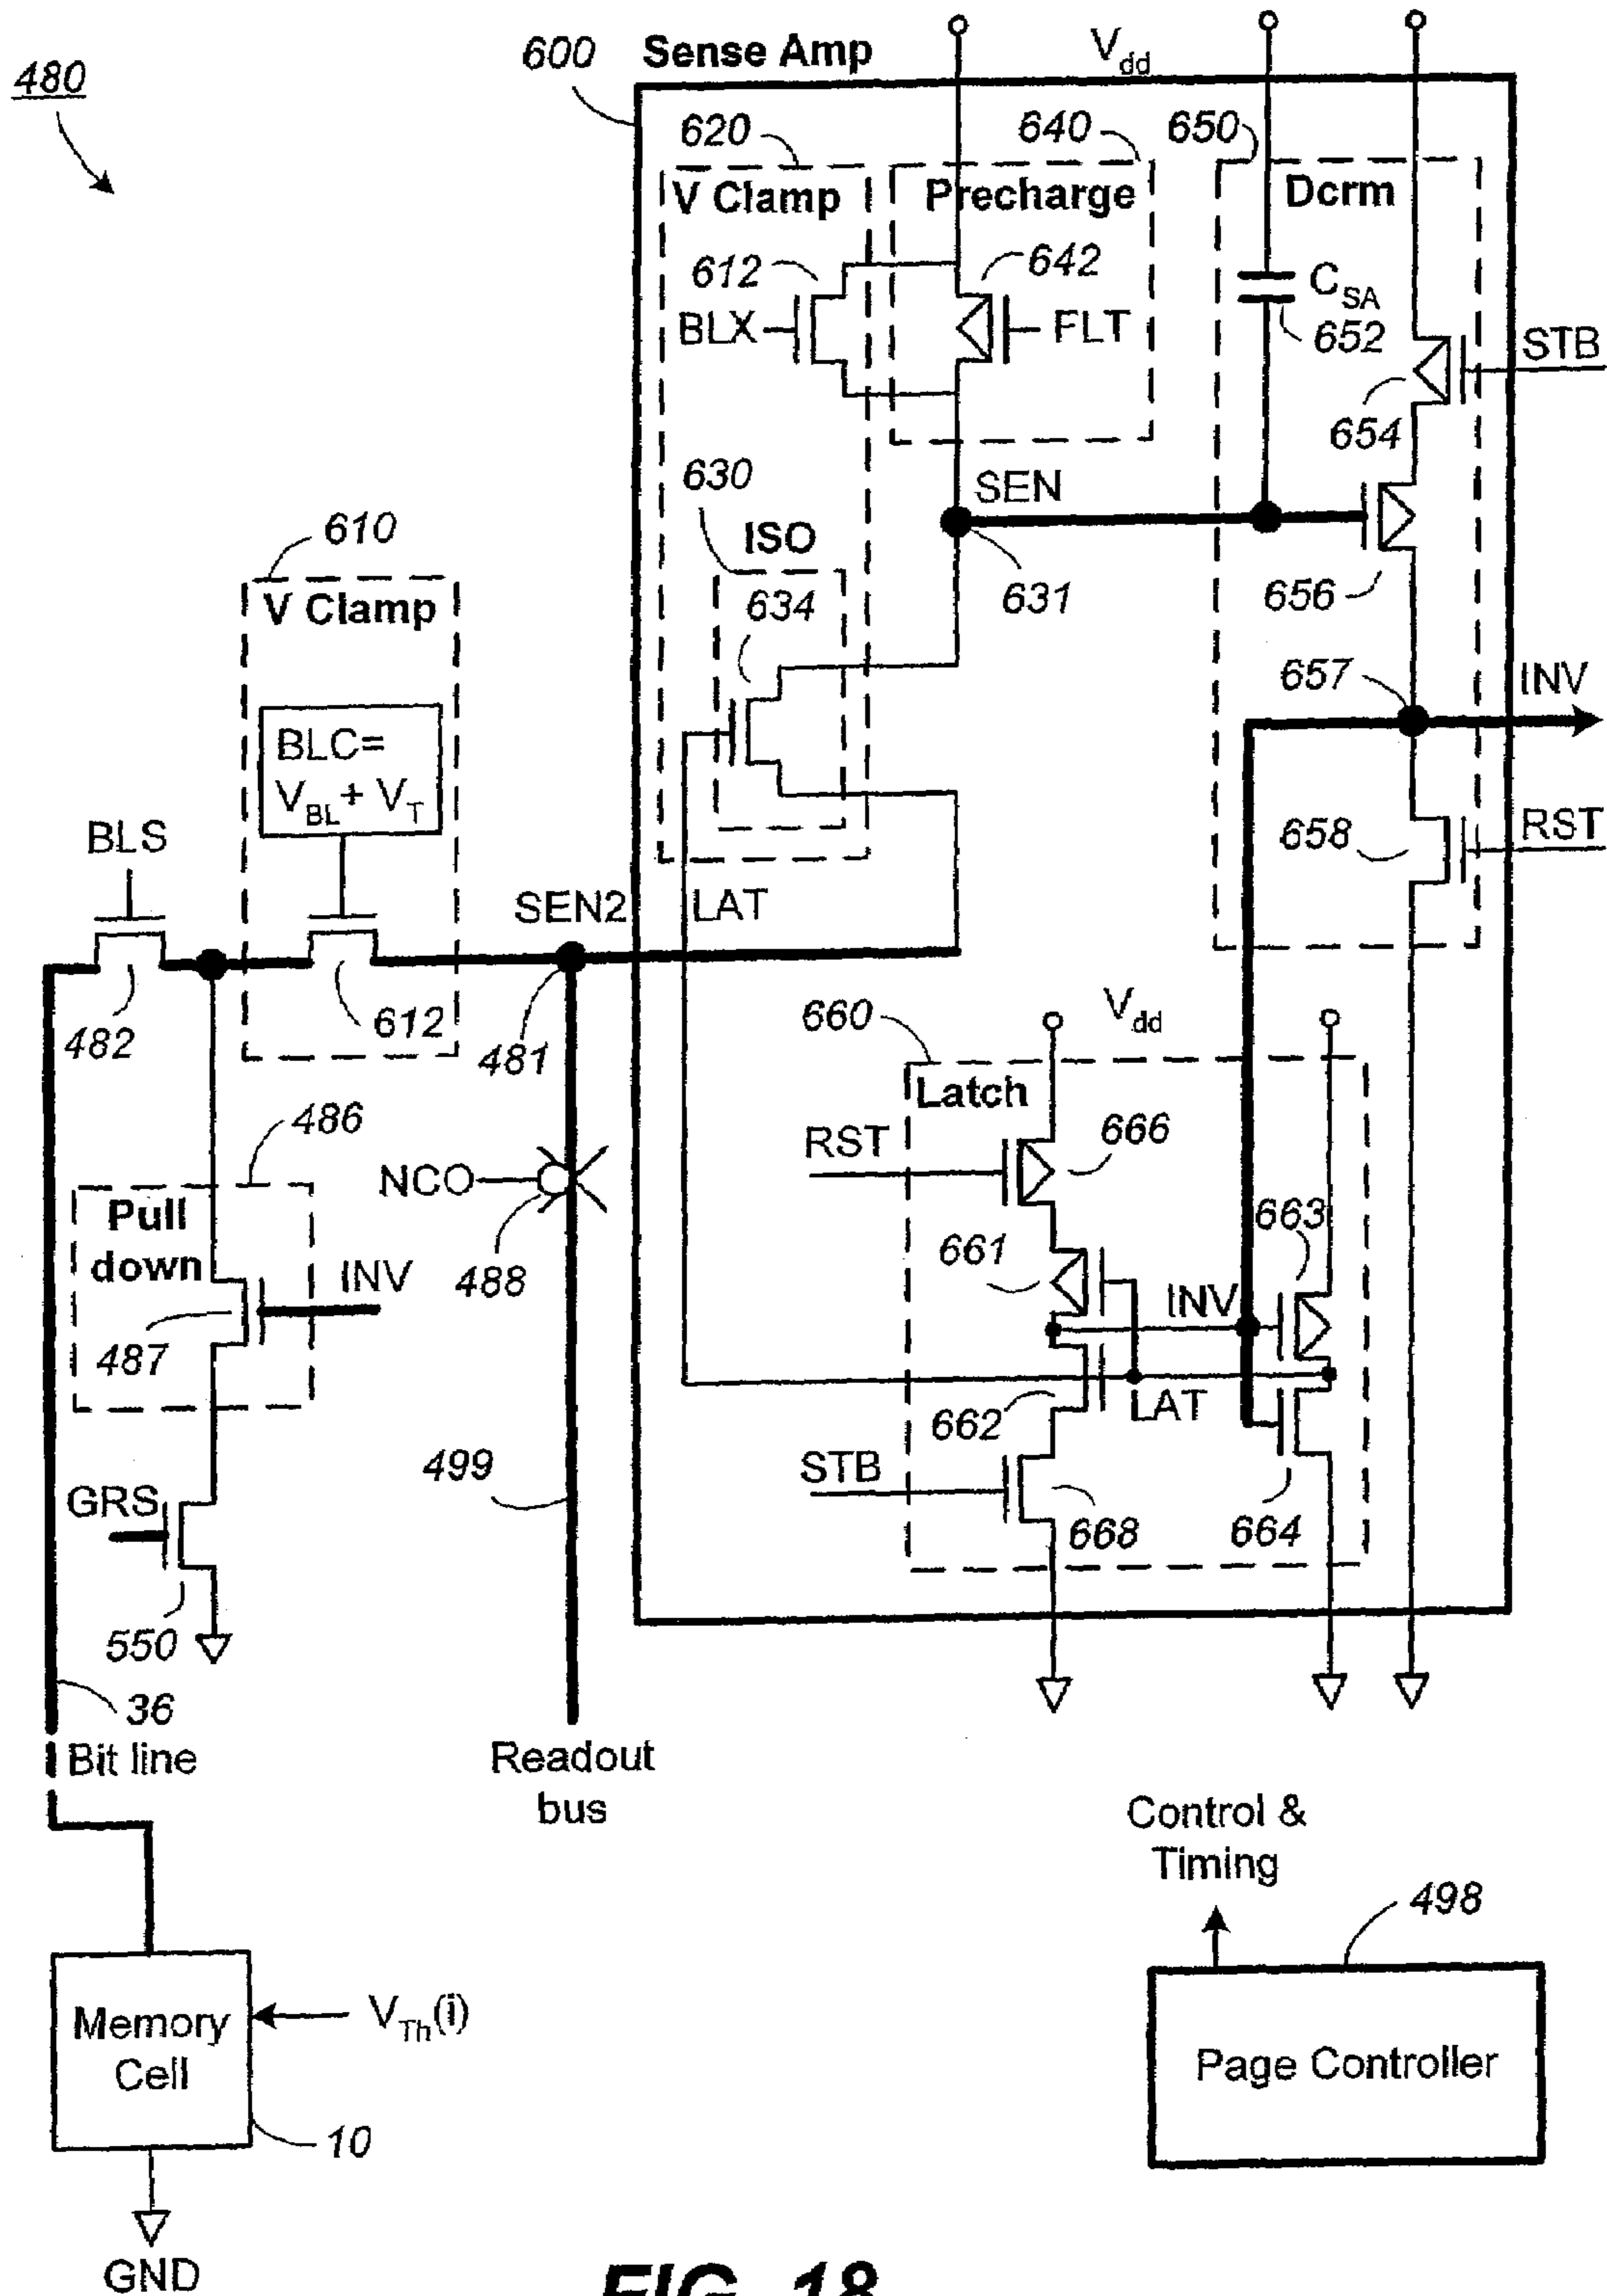 480
600
Sense Amp
Vdd
620
640
650
V Clamp
Precharge
Dcrm
612
642
BLX
FLT
CSA
652
STB
654
630
SEN
ISO
634
631
656
610
V Clamp
BLC=
VBL + VT
657
INV
658
RST
BLS
SEN2
LAT
482
612
481
660
Vdd
Latch
486
RST
666
NCO
488
Pull
down
INV
487
661
663
INV
LAT
662
499
STB
668
664
GRS
550
36
Bit line
Readout
bus
Control &
Timing
498
Memory
Cell
VTh(i)
10
Page Controller
GND
FIG. 18